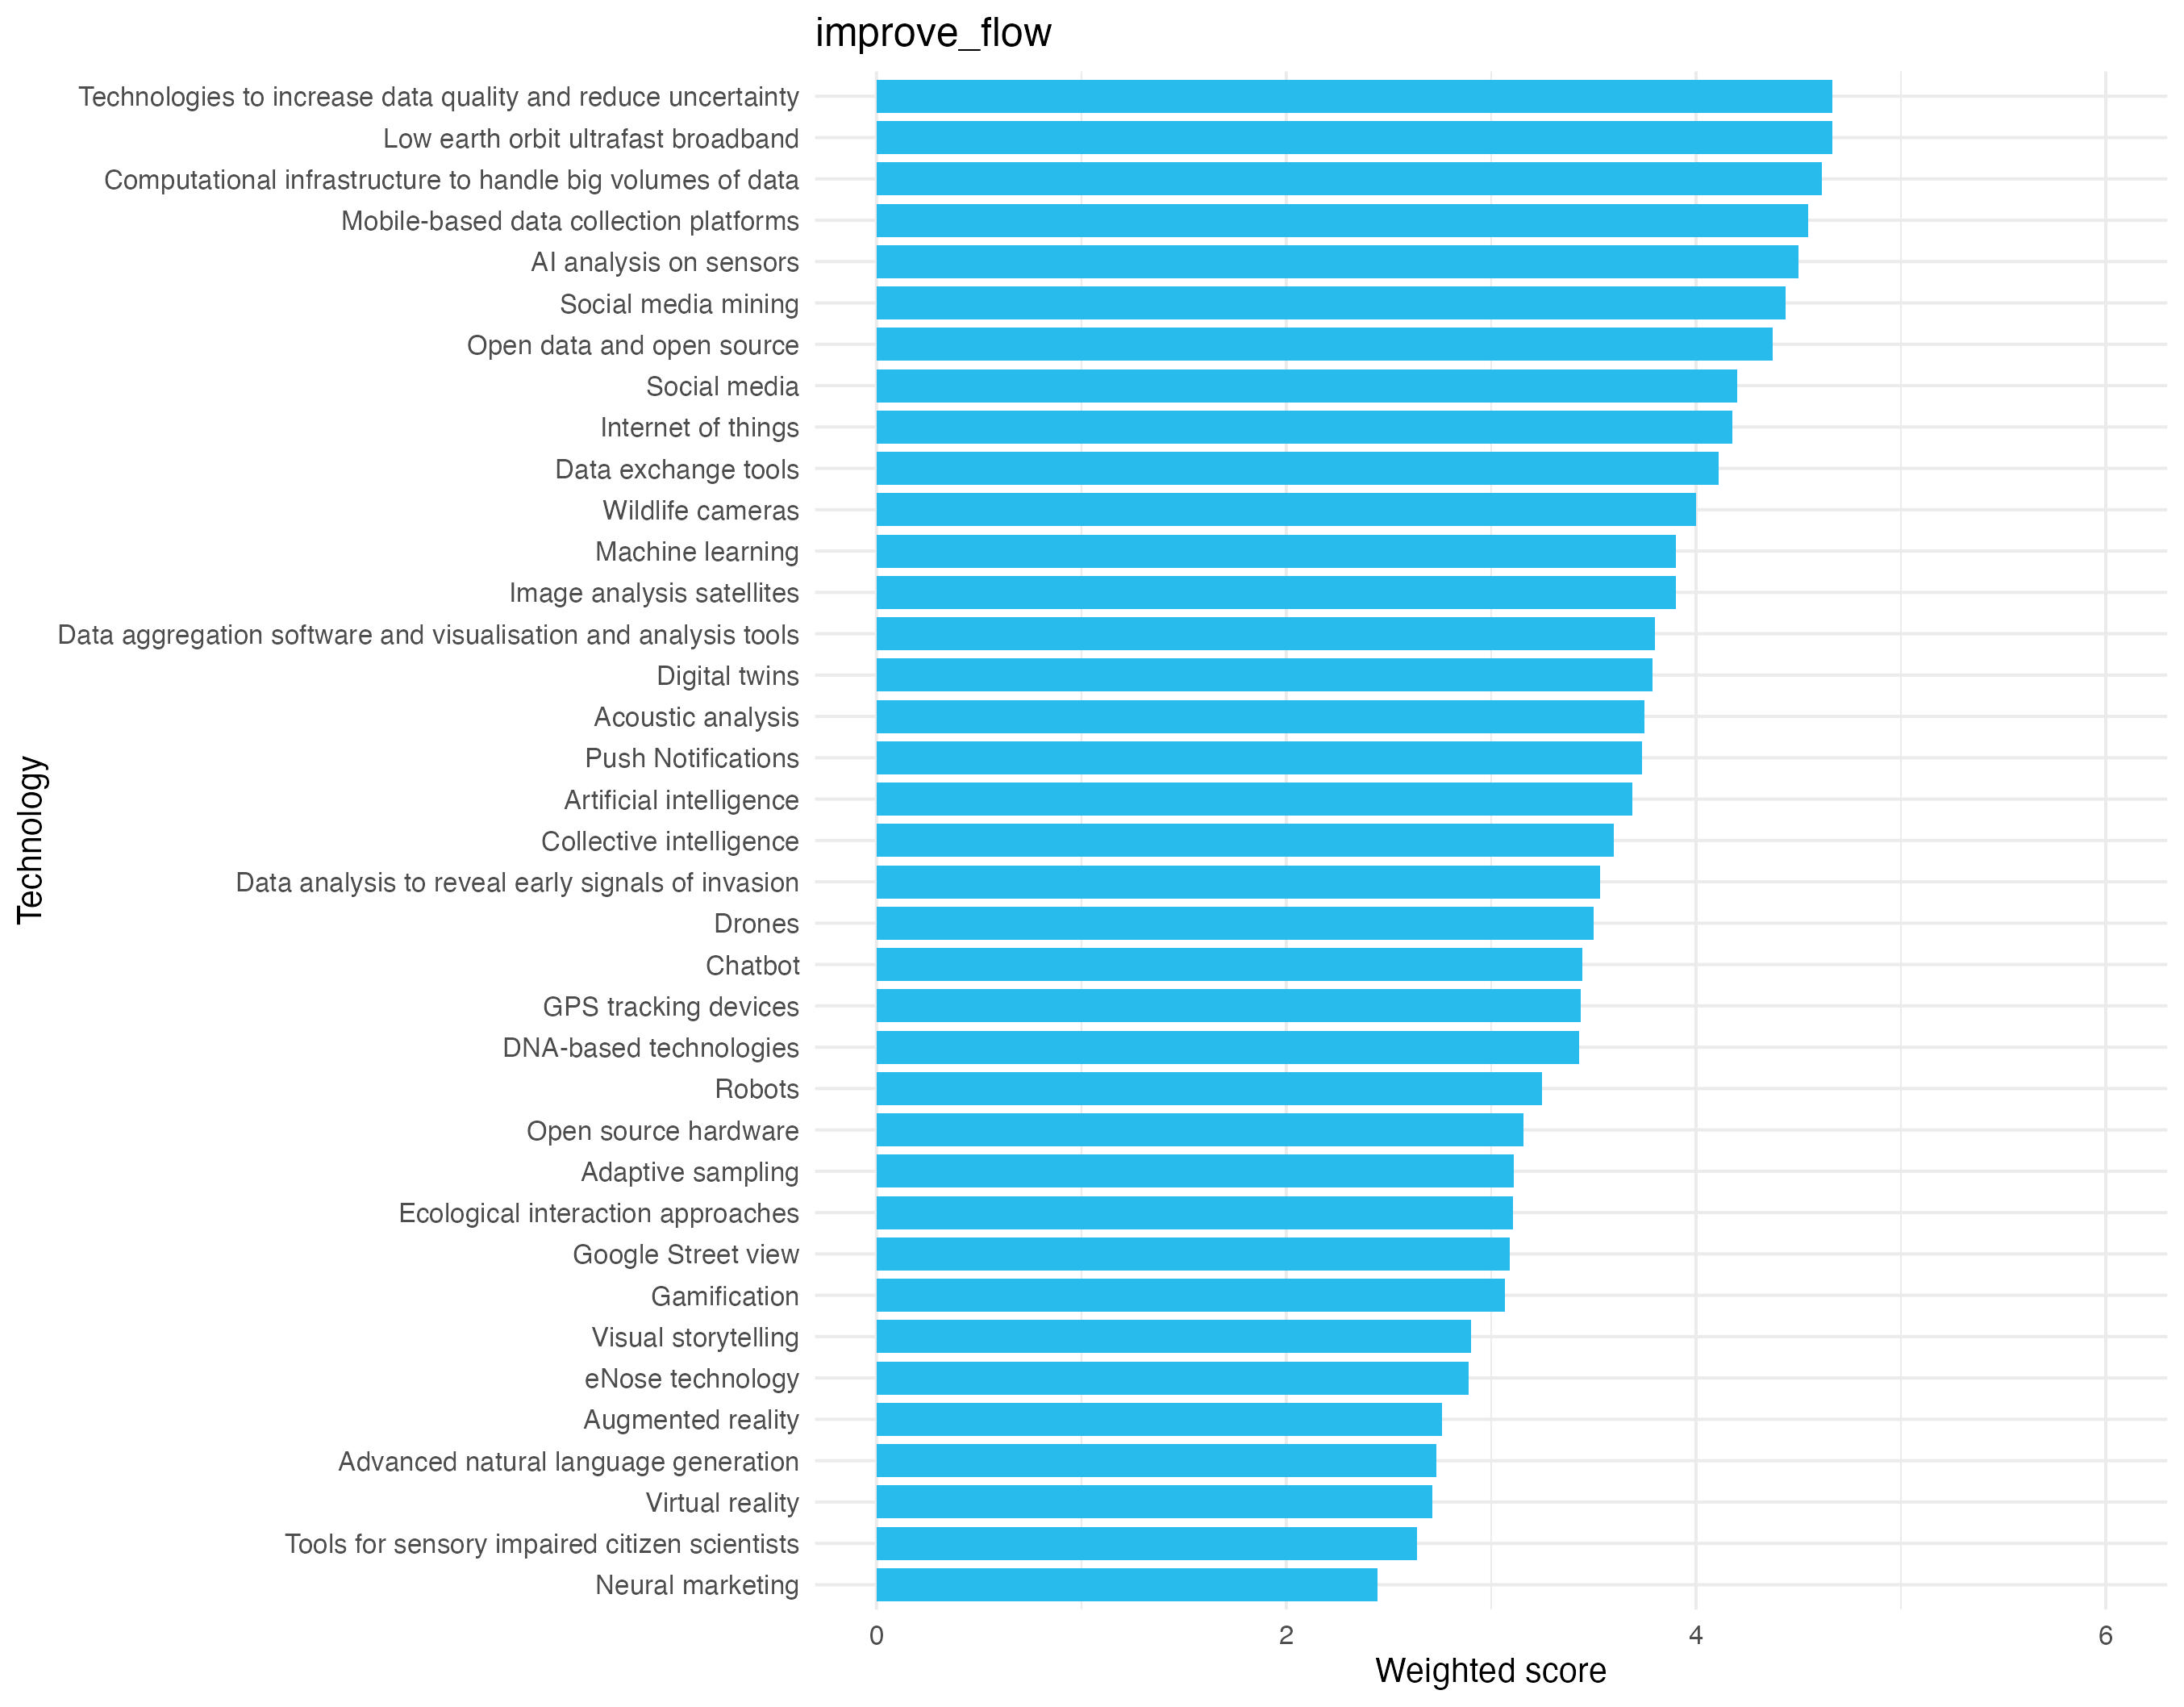 improve_flow
Technologies to increase data quality and reduce uncertainty
Low earth orbit ultrafast broadband
Computational infrastructure to handle big volumes of data
Mobile-based data collection platforms
AI analysis on sensors
Social media mining
Open data and open source
Social media
Internet of things
Data exchange tools
Wildlife cameras
Machine learning
Image analysis satellites
Data aggregation software and visualisation and analysis tools
Digital twins
Acoustic analysis
Push Notifications
Artificial intelligence
Collective intelligence
Data analysis to reveal early signals of invasion
Drones
Chatbot
GPS tracking devices
DNA-based technologies
Robots
Open source hardware
Adaptive sampling
Ecological interaction approaches
Google Street view
Gamification
Visual storytelling
eNose technology
Augmented reality
Advanced natural language generation
Virtual reality
Tools for sensory impaired citizen scientists
Neural marketing
Technology
0 2 4 6
Weighted score